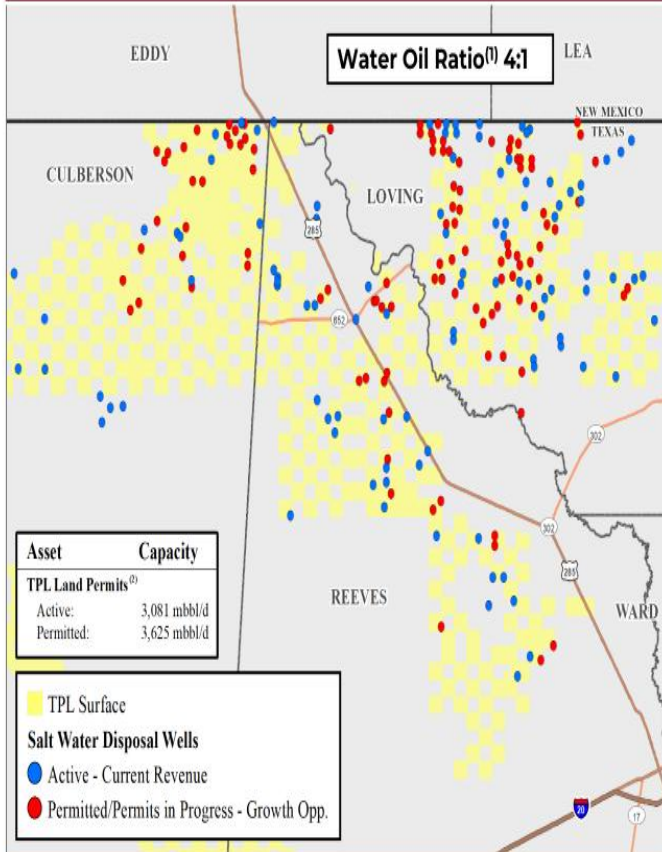 EDDY
Water Oil Ratio⁽¹⁾ 4:1
LEA
NEW MEXICO
TEXAS
CULBERSON
LOVING
285
652
302
302
285
REEVES
WARD
Asset Capacity
TPL Land Permits⁽²⁾
Active: 3,081 mbbl/d
Permitted: 3,625 mbbl/d
TPL Surface
Salt Water Disposal Wells
Active - Current Revenue
Permitted/Permits in Progress - Growth Opp.
20
17